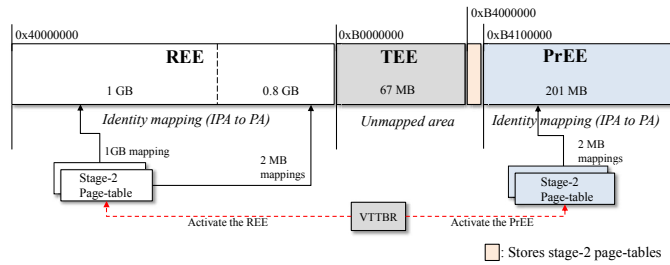 0x40000000
0xB0000000
0xB4000000
0xB4100000
REE
TEE
PrEE
1 GB
0.8 GB
67 MB
201 MB
Identity mapping (IPA to PA)
Unmapped area
Identity mapping (IPA to PA)
1GB mapping
2 MB
mappings
2 MB
mappings
Stage-2
Page-table
Stage-2
Page-table
VTTBR
Activate the REE
Activate the PrEE
: Stores stage-2 page-tables